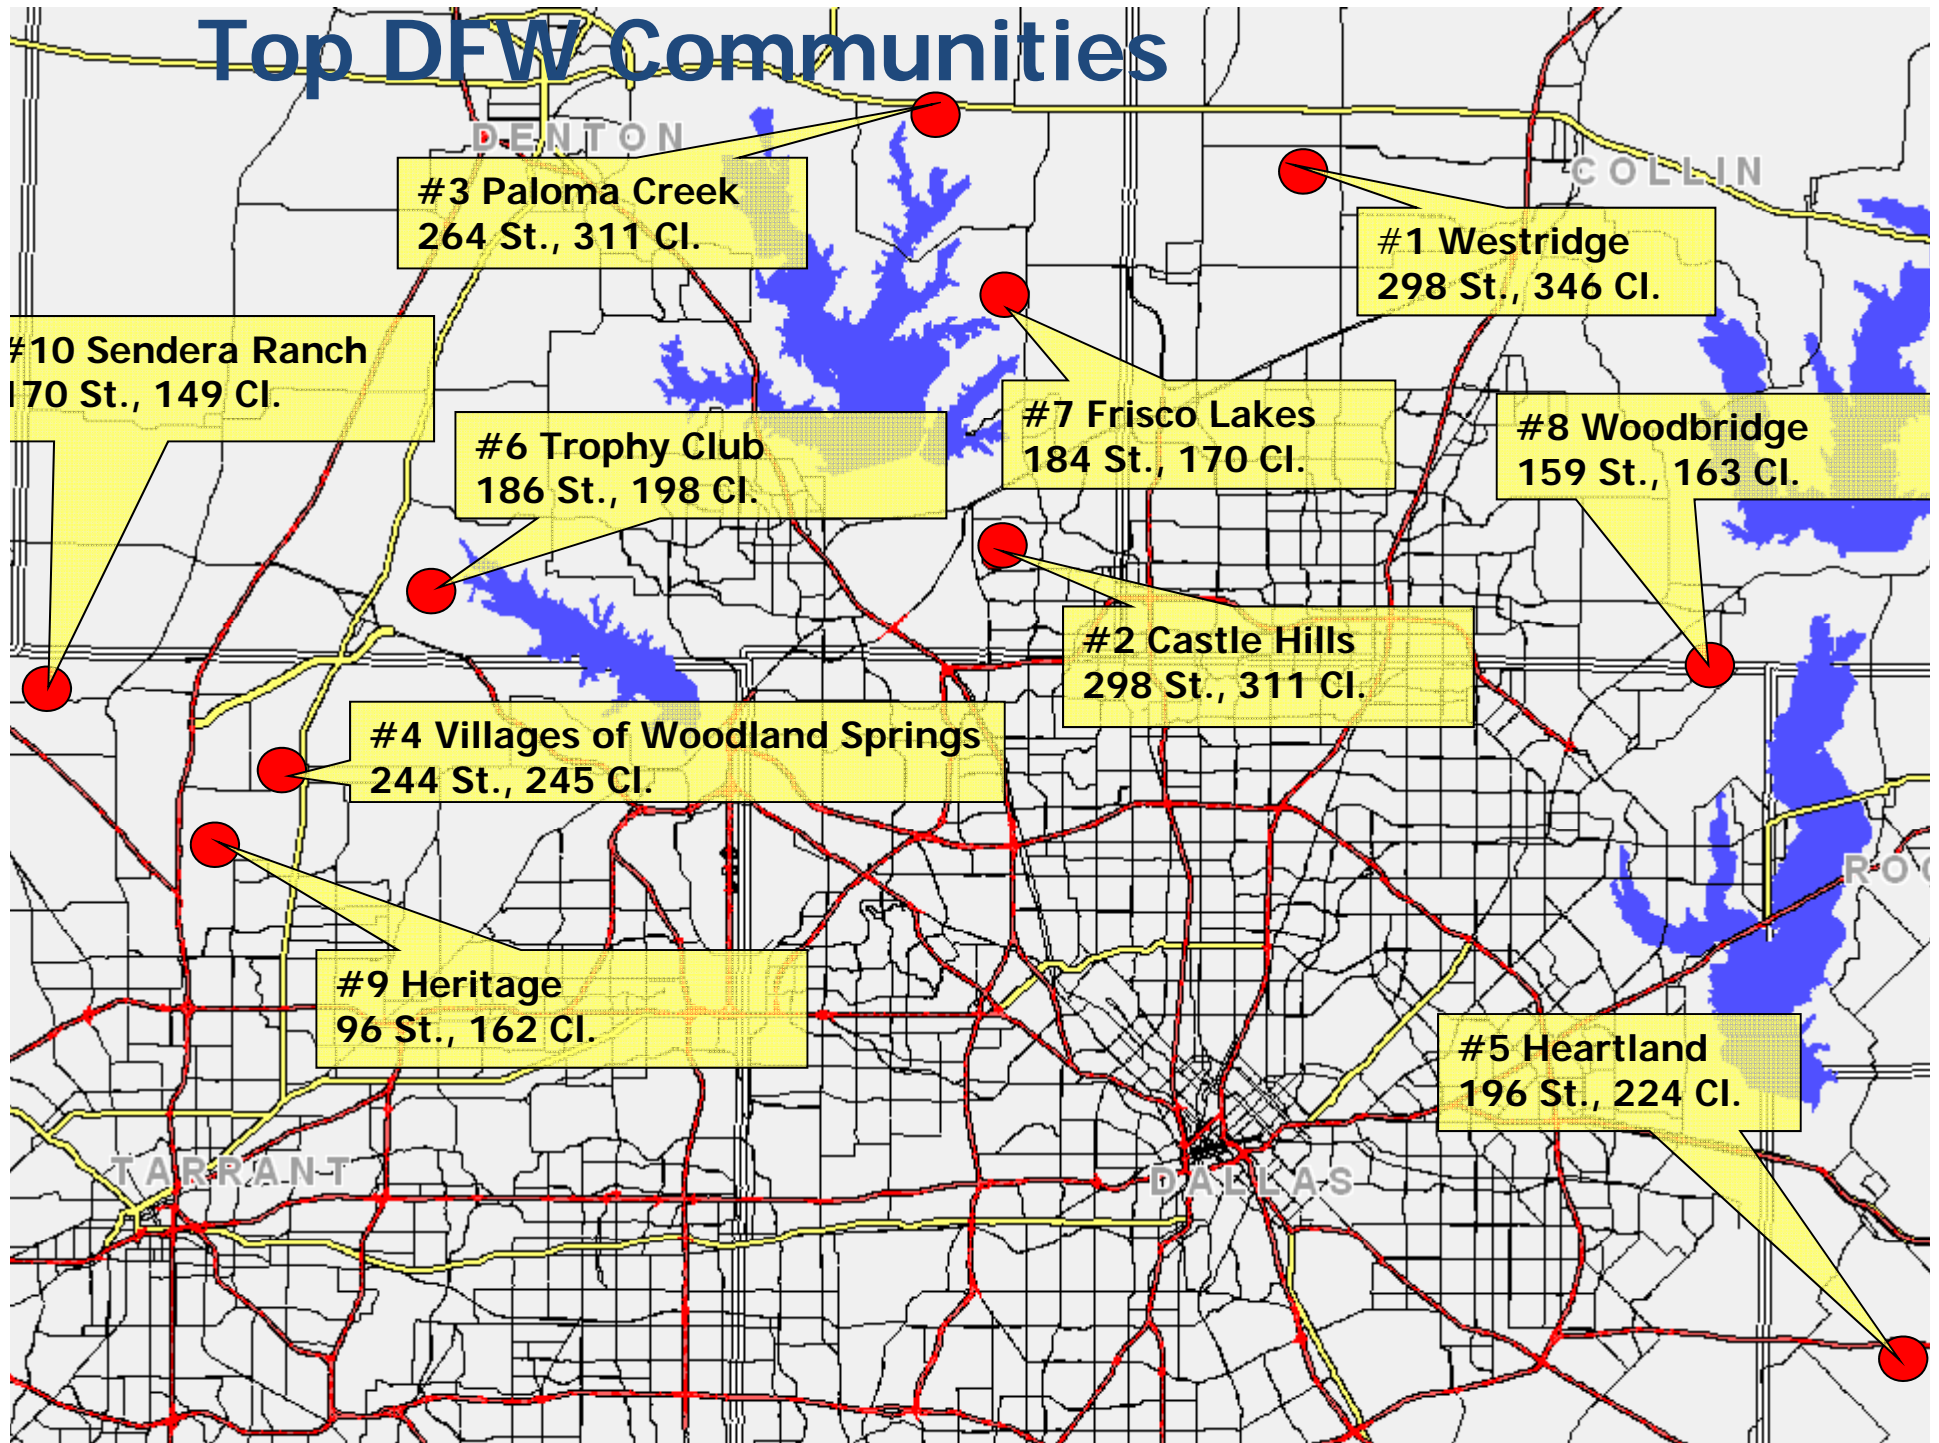 Top DFW Communities
DENTON
COLLIN
#3 Paloma Creek
264 St., 311 Cl.
#1 Westridge
298 St., 346 Cl.
#10 Sendera Ranch
170 St., 149 Cl.
#6 Trophy Club
186 St., 198 Cl.
#7 Frisco Lakes
184 St., 170 Cl.
#8 Woodbridge
159 St., 163 Cl.
#2 Castle Hills
298 St., 311 Cl.
#4 Villages of Woodland Springs
244 St., 245 Cl.
ROC
#9 Heritage
96 St., 162 Cl.
#5 Heartland
196 St., 224 Cl.
TARRANT
DALLAS